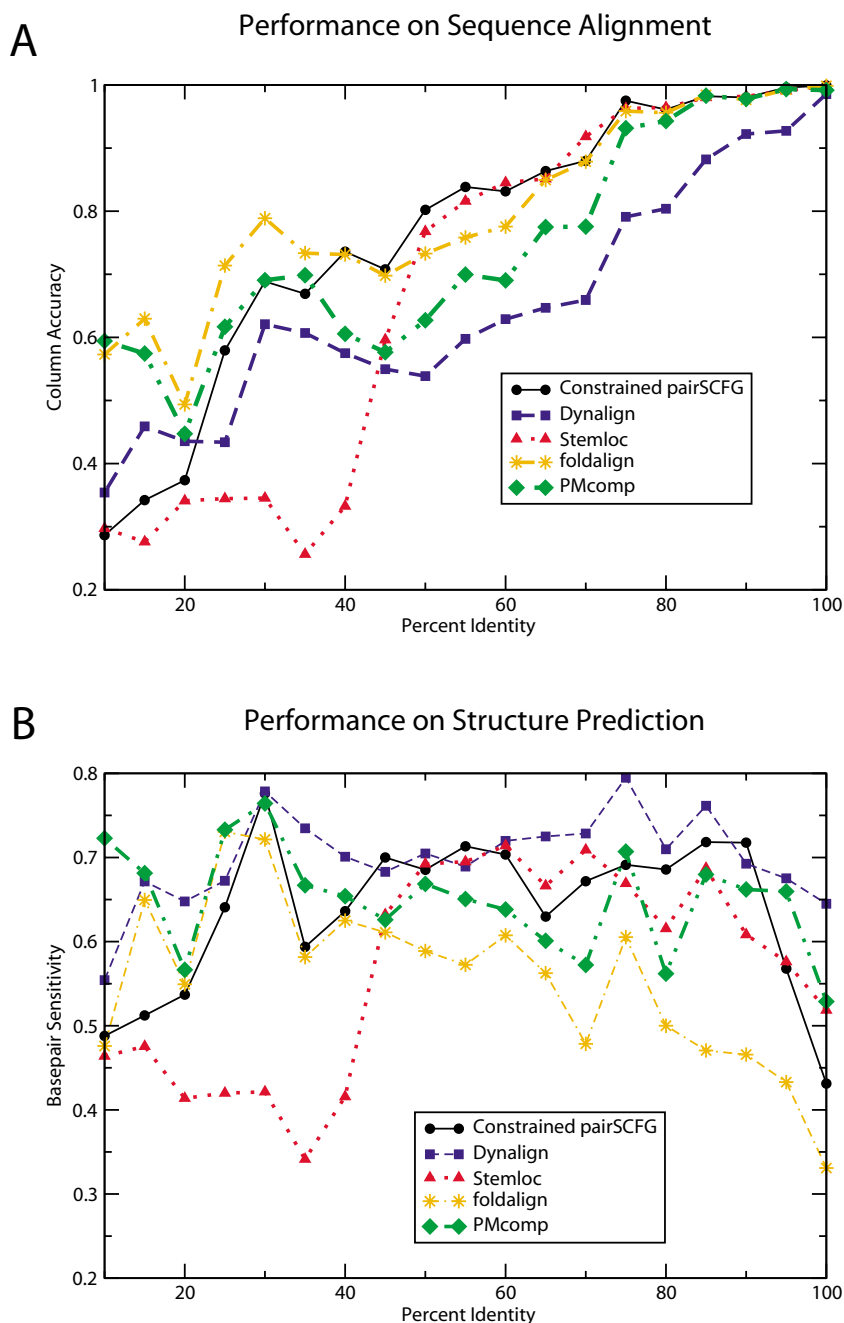 Performance on Sequence Alignment
A
1
0.8
0.6
0.4
0.2
Column Accuracy
Constrained pairSCFG
Dynalign
Stemloc
foldalign
PMcomp
20 40 60 80 100
Percent Identity
B
Performance on Structure Prediction
0.8
0.7
0.6
0.5
0.4
0.3
0.2
Basepair Sensitivity
Constrained pairSCFG
Dynalign
Stemloc
foldalign
PMcomp
20 40 60 80 100
Percent Identity